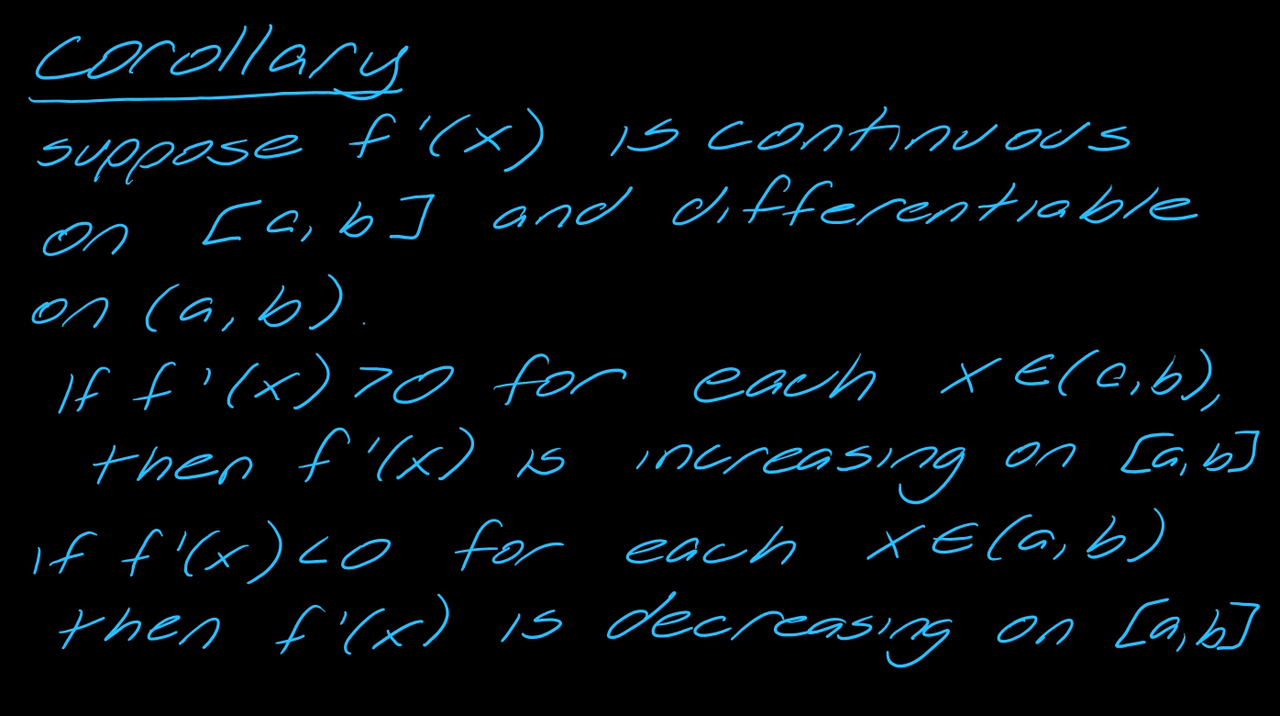 Corollary
suppose f'(x) is continuous
on [a,b] and differentiable
on (a,b).
If f'(x)>0 for each x∈(a,b),
then f'(x) is increasing on [a,b]
if f'(x)<0 for each x∈(a,b)
then f'(x) is decreasing on [a,b]